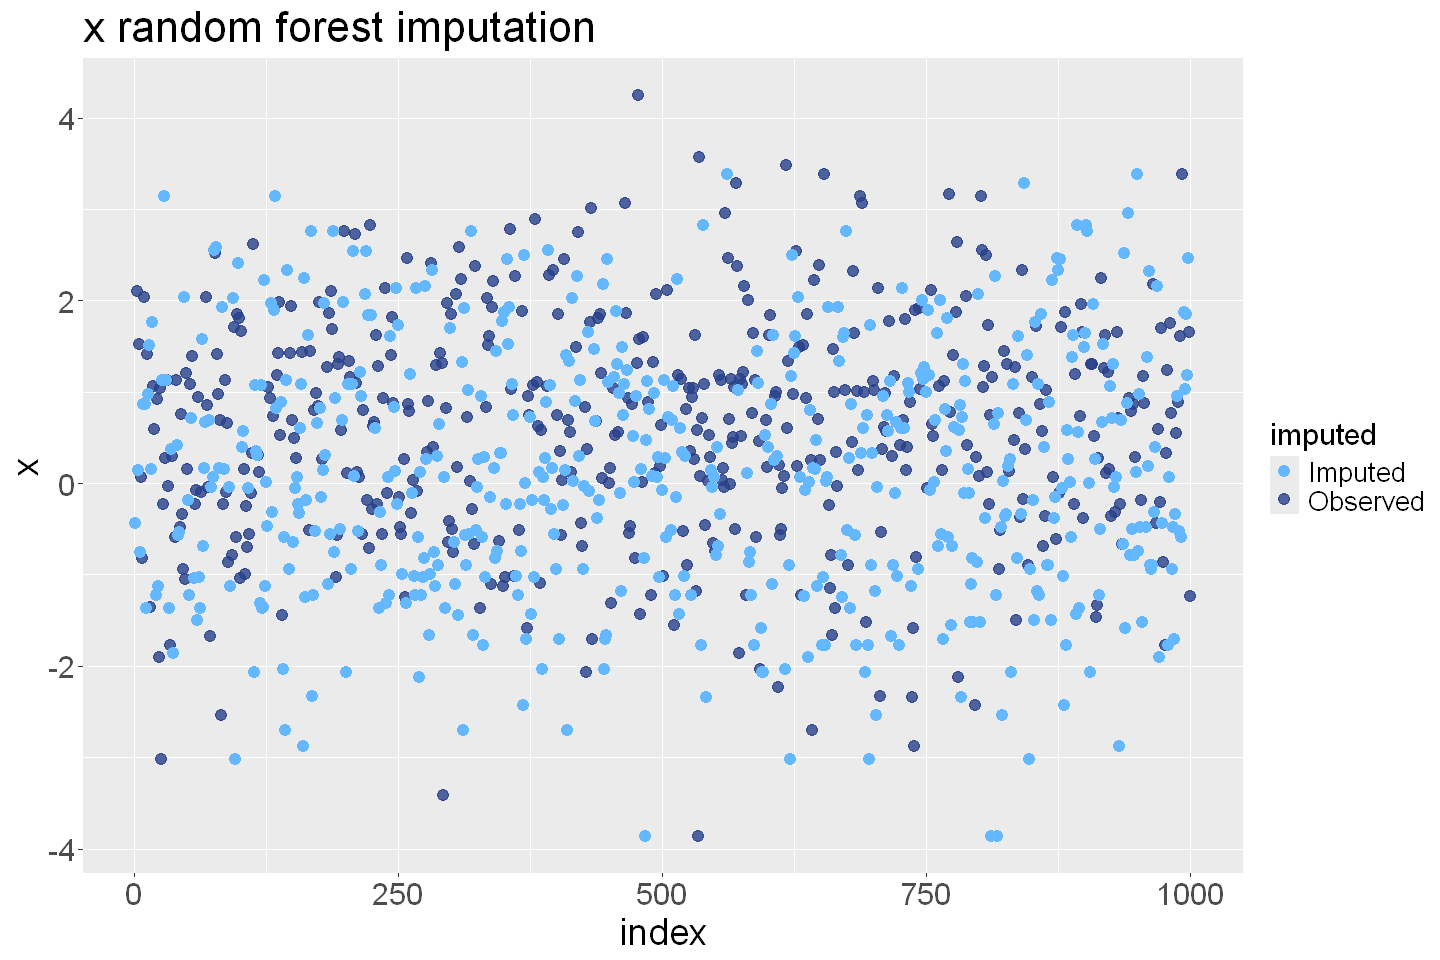 x random forest imputation
4
2
0
-2
-4
x
0 250 500 750 1000
index
imputed
Imputed
Observed